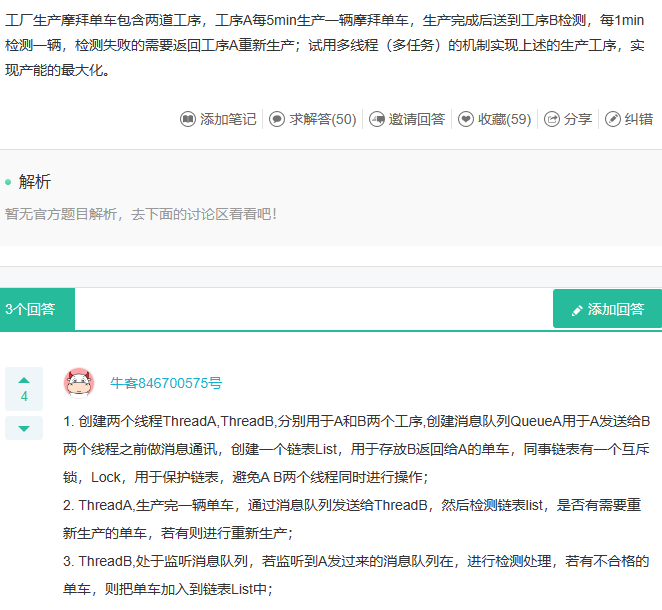 工厂生产摩拜单车包含两道工序，工序A每5min生产一辆摩拜单车，生产完成后送到工序B检测，每1min
检测一辆，检测失败的需要返回工序A重新生产；试用多线程（多任务）的机制实现上述的生产工序，实
现产能的最大化。
添加笔记 求解答(50) 邀请回答 收藏(59) 分享 纠错
解析
暂无官方题目解析，去下面的讨论区看看吧！
3个回答 添加回答
4
牛客846700575号
1. 创建两个线程ThreadA,ThreadB,分别用于A和B两个工序,创建消息队列QueueA用于A发送给B
两个线程之前做消息通讯，创建一个链表List，用于存放B返回给A的单车，同事链表有一个互斥
锁，Lock，用于保护链表，避免A B两个线程同时进行操作；
2. ThreadA,生产完一辆单车，通过消息队列发送给ThreadB，然后检测链表list，是否有需要重
新生产的单车，若有则进行重新生产；
3. ThreadB,处于监听消息队列，若监听到A发过来的消息队列在，进行检测处理，若有不合格的
单车，则把单车加入到链表List中；